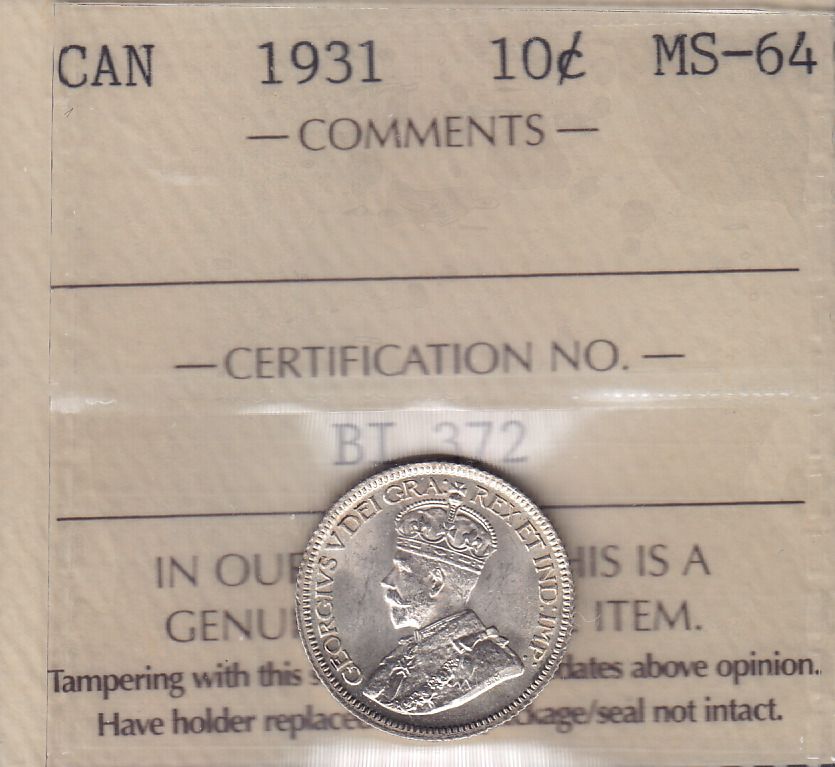 CAN 1931 10¢ MS-64
— COMMENTS —
— CERTIFICATION NO. —
BT 372
IN OU HIS IS A
GENU ITEM.
Tampering with this dates above opinion.
Have holder replace kage/seal not intact.
GEORGIVS V DEI GRA: REX ET IND: IMP: